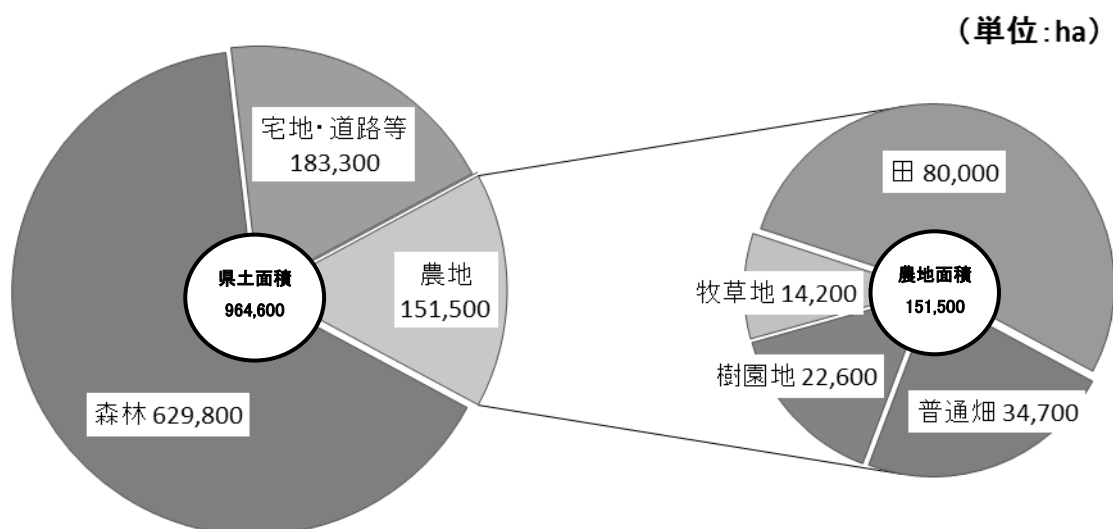 （単位：ha）
宅地・道路等
183,300
農地
151,500
県土面積
964,600
森林 629,800
田 80,000
牧草地 14,200
農地面積
151,500
樹園地 22,600
普通畑 34,700